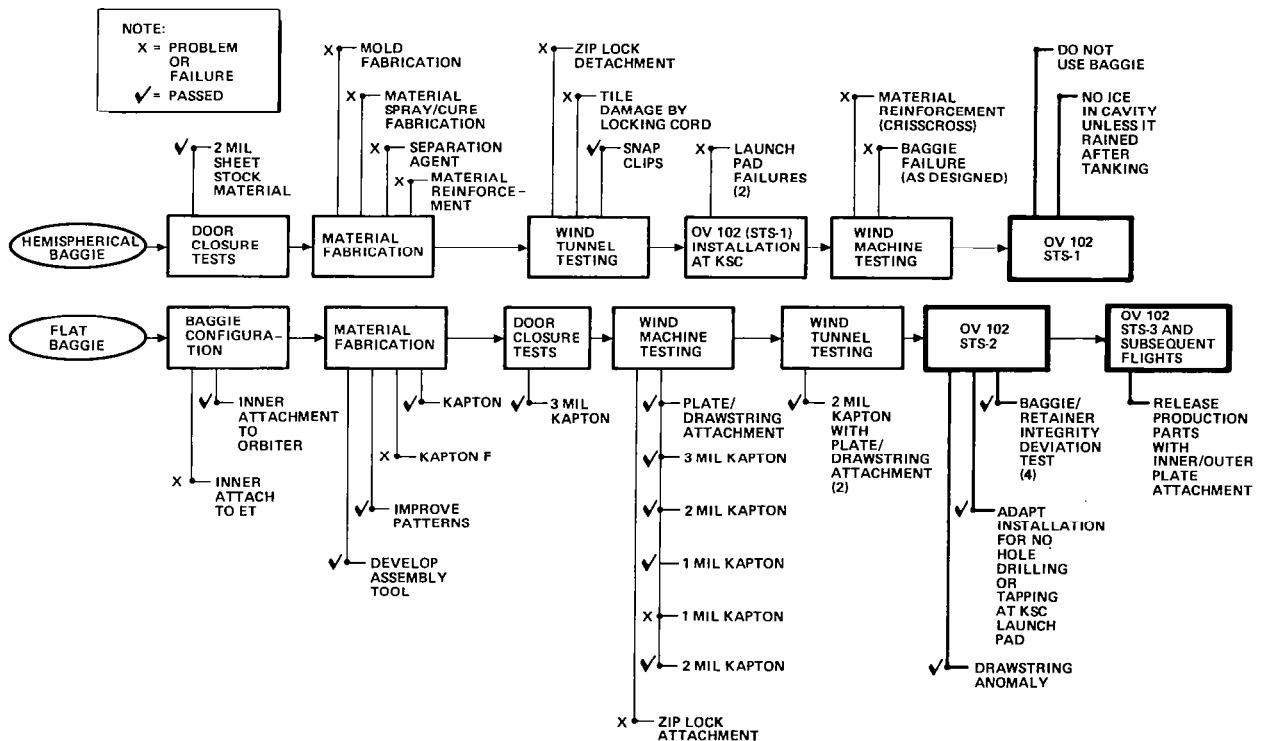 NOTE:
X = PROBLEM
OR
FAILURE
✓ = PASSED
✓ 2 MIL
SHEET
STOCK
MATERIAL
X MOLD
FABRICATION
X MATERIAL
SPRAY/CURE
FABRICATION
X SEPARATION
AGENT
X MATERIAL
REINFORCE-
MENT
X ZIP LOCK
DETACHMENT
X TILE
DAMAGE BY
LOCKING CORD
✓ SNAP
CLIPS
X LAUNCH
PAD
FAILURES
(2)
X MATERIAL
REINFORCEMENT
(CRISSCROSS)
X BAGGIE
FAILURE
(AS DESIGNED)
DO NOT
USE BAGGIE
NO ICE
IN CAVITY
UNLESS IT
RAINED
AFTER
TANKING
HEMISPHERICAL
BAGGIE
DOOR
CLOSURE
TESTS
MATERIAL
FABRICATION
WIND
TUNNEL
TESTING
OV 102 (STS-1)
INSTALLATION
AT KSC
WIND
MACHINE
TESTING
OV 102
STS-1
FLAT
BAGGIE
BAGGIE
CONFIGURA-
TION
MATERIAL
FABRICATION
DOOR
CLOSURE
TESTS
WIND
MACHINE
TESTING
WIND
TUNNEL
TESTING
OV 102
STS-2
OV 102
STS-3 AND
SUBSEQUENT
FLIGHTS
✓ INNER
ATTACHMENT
TO
ORBITER
X INNER
ATTACH
TO ET
✓ KAPTON
X KAPTON F
✓ IMPROVE
PATTERNS
✓ DEVELOP
ASSEMBLY
TOOL
✓ 3 MIL
KAPTON
✓ PLATE/
DRAWSTRING
ATTACHMENT
✓ 3 MIL KAPTON
✓ 2 MIL KAPTON
✓ 1 MIL KAPTON
X 1 MIL KAPTON
✓ 2 MIL KAPTON
X ZIP LOCK
ATTACHMENT
✓ 2 MIL
KAPTON
WITH
PLATE/
DRAWSTRING
ATTACHMENT
(2)
✓ BAGGIE/
RETAINER
INTEGRITY
DEVIATION
TEST
(4)
✓ ADAPT
INSTALLATION
FOR NO
HOLE
DRILLING
OR
TAPPING
AT KSC
LAUNCH
PAD
✓ DRAWSTRING
ANOMALY
RELEASE
PRODUCTION
PARTS
WITH
INNER/OUTER
PLATE
ATTACHMENT